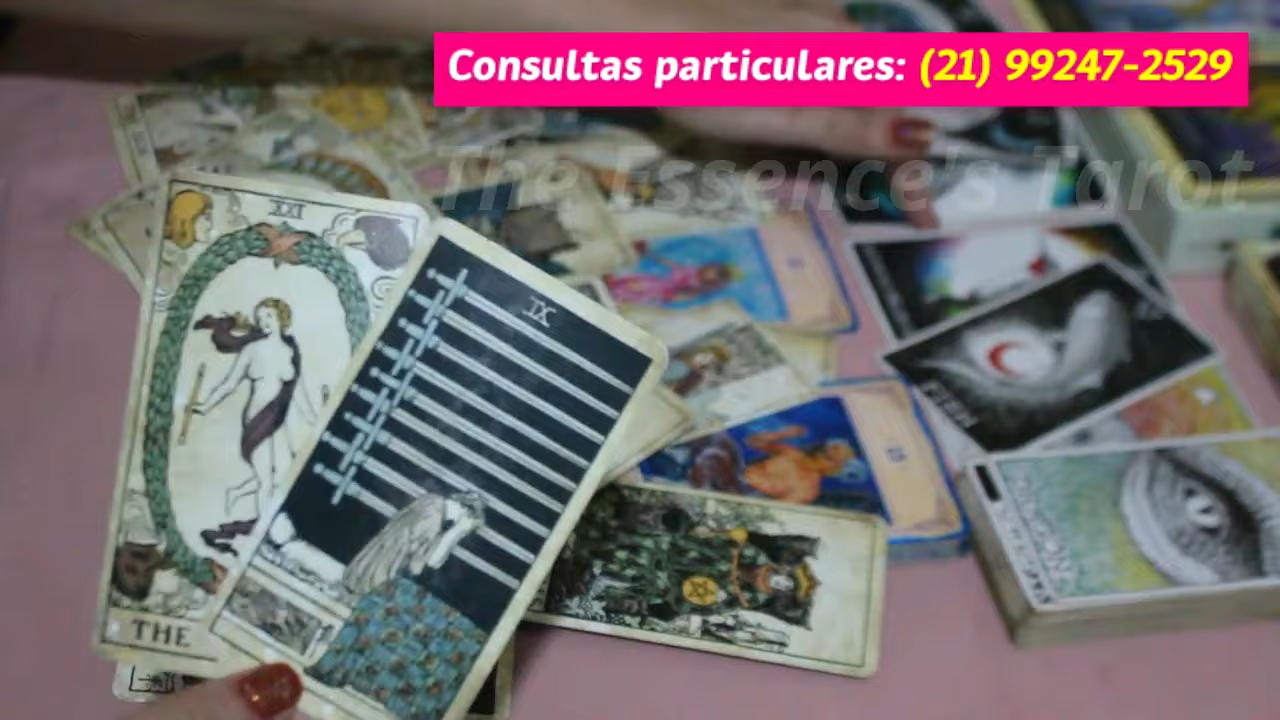 Consultas particulares: (21) 99247-2529
The Essence's Tarot
XXI
IX
THE